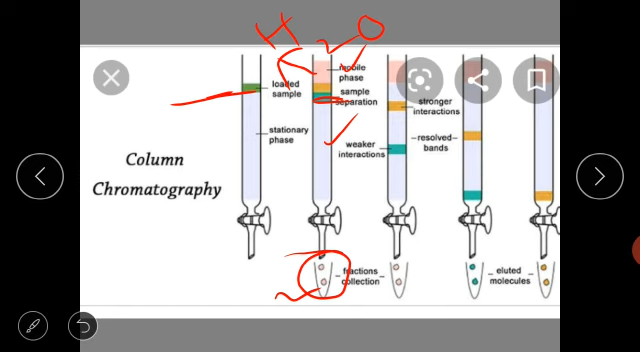 H2O
mobile
phase
loaded
sample
sample
separation
stronger
interactions
stationary
phase
resolved
bands
weaker
interactions
Column
Chromatography
fractions
collection
eluted
molecules